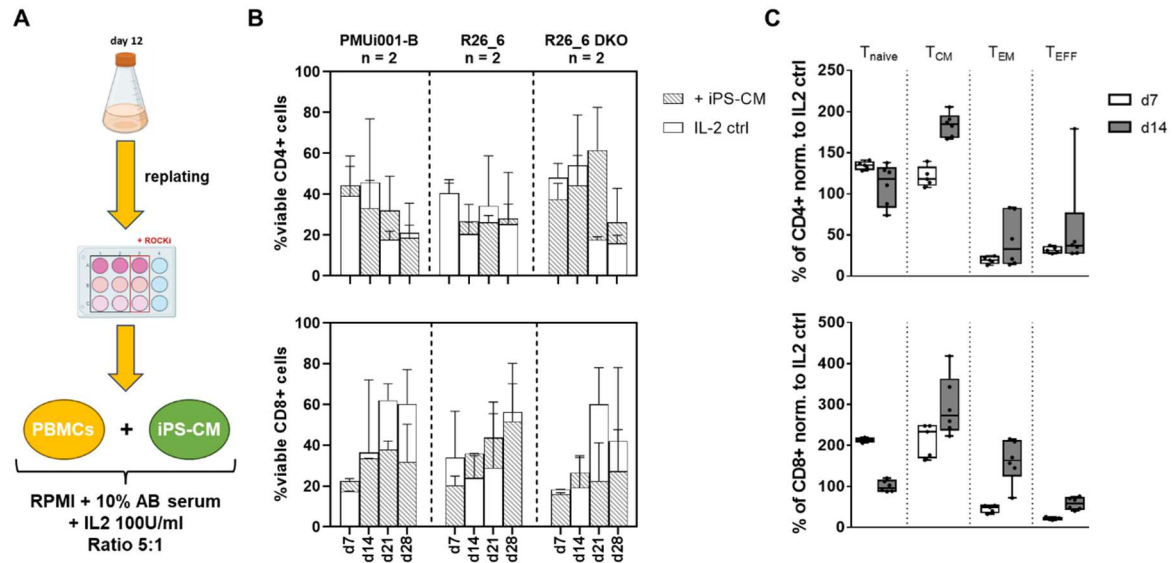 A
day 12
replating
+ ROCKi
PBMCs + iPS-CM
RPMI + 10% AB serum
+ IL2 100U/ml
Ratio 5:1
B
PMUi001-B R26_6 R26_6 DKO
n = 2 n = 2 n = 2
%viable CD4+ cells
100
80
60
40
20
0
+ iPS-CM
IL-2 ctrl
%viable CD8+ cells
100
80
60
40
20
0
d7 d14 d21 d28 d7 d14 d21 d28 d7 d14 d21 d28
C
Tnaive TCM TEM TEFF
% of CD4+ norm. to IL2 ctrl
250
200
150
100
50
0
d7
d14
% of CD8+ norm. to IL2 ctrl
500
400
300
200
100
0